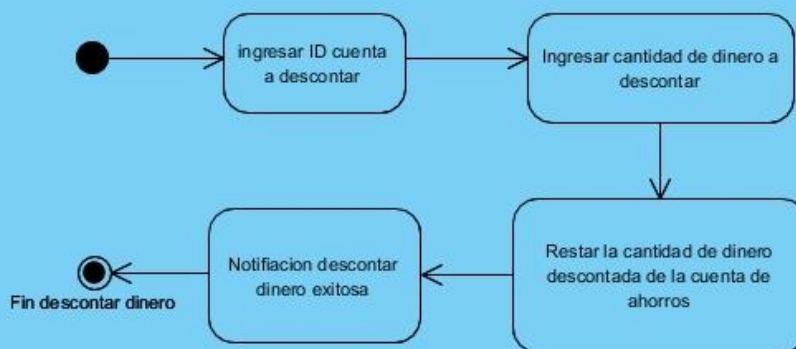 ingresar ID cuenta
a descontar
Ingresar cantidad de dinero a
descontar
Restar la cantidad de dinero
descontada de la cuenta de
ahorros
Notifiacion descontar
dinero exitosa
Fin descontar dinero